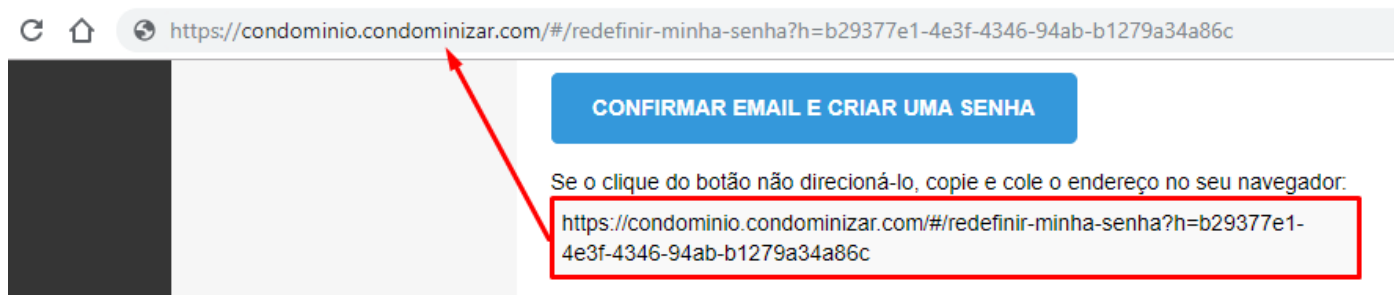 https://condominio.condominizar.com/#/redefinir-minha-senha?h=b29377e1-4e3f-4346-94ab-b1279a34a86c
CONFIRMAR EMAIL E CRIAR UMA SENHA
Se o clique do botão não direcioná-lo, copie e cole o endereço no seu navegador:
https://condominio.condominizar.com/#/redefinir-minha-senha?h=b29377e1-
4e3f-4346-94ab-b1279a34a86c